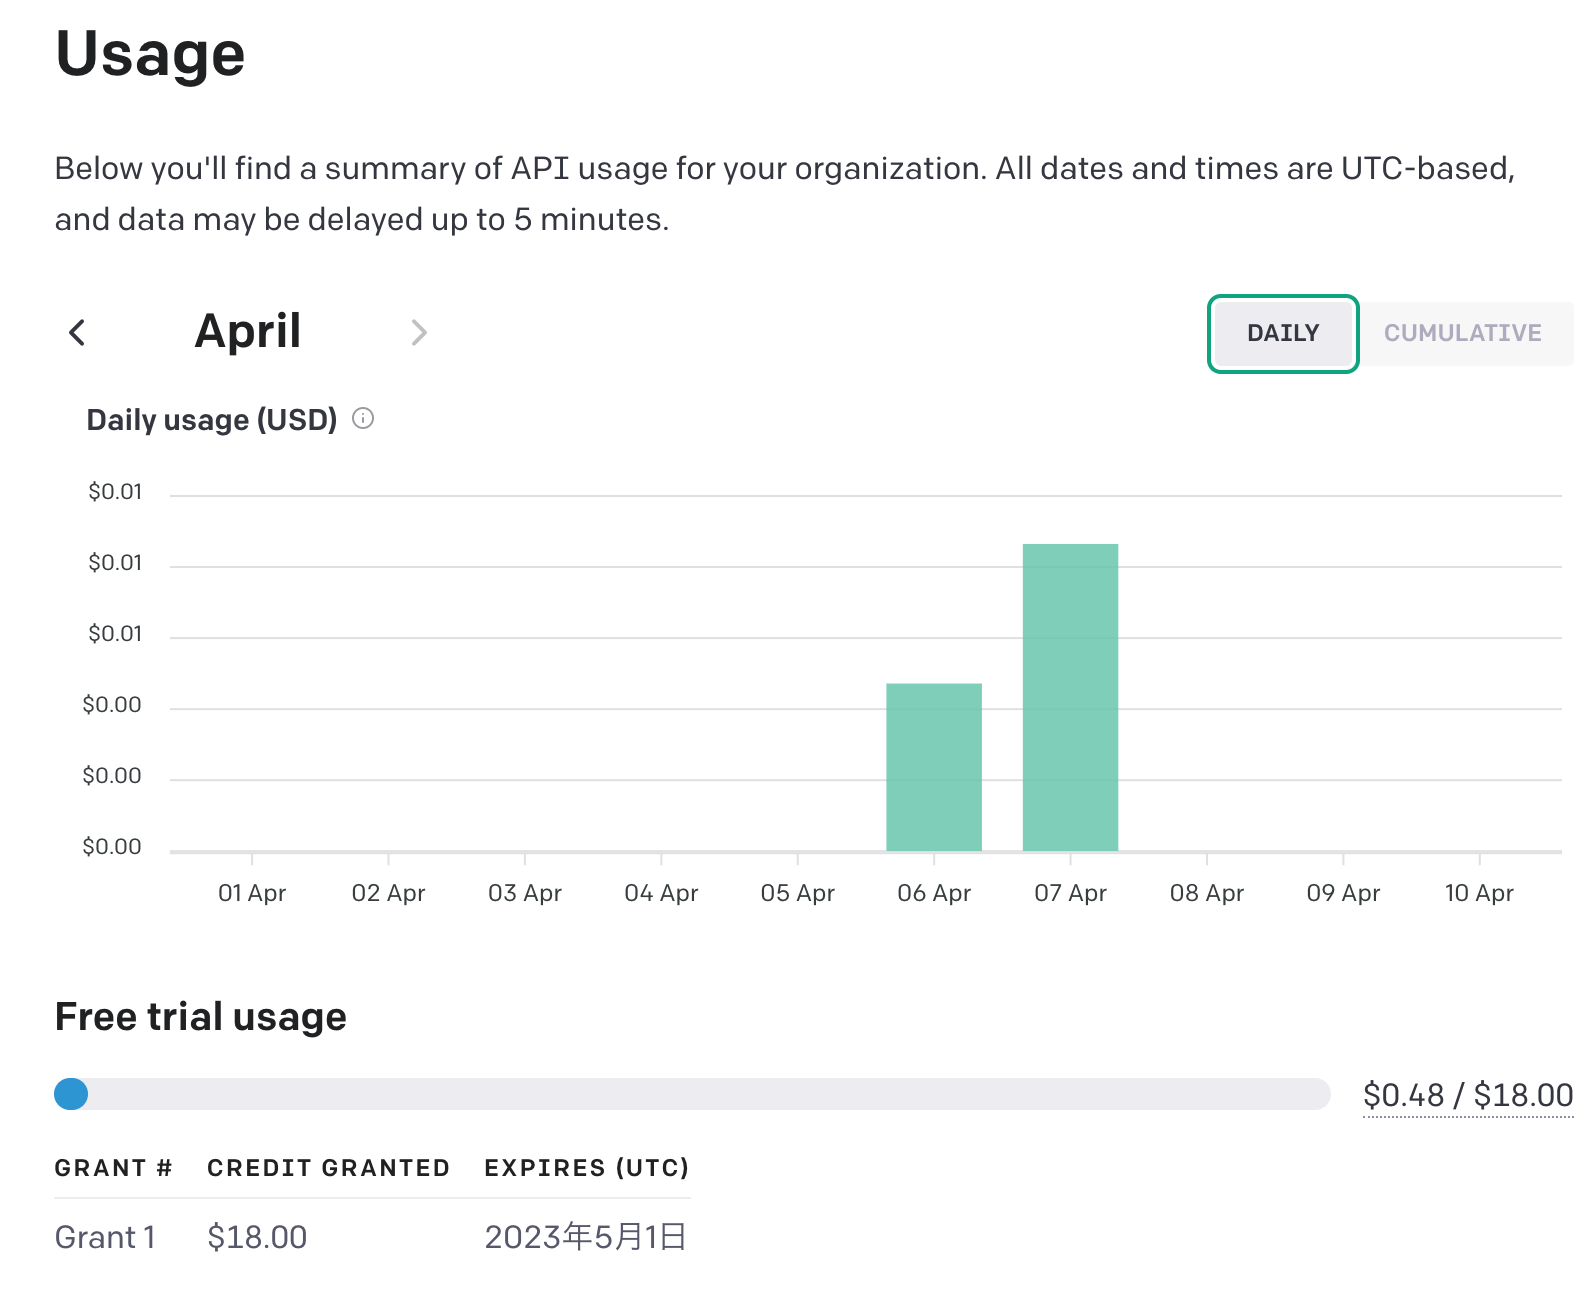 Usage
Below you'll find a summary of API usage for your organization. All dates and times are UTC-based,
and data may be delayed up to 5 minutes.
April
DAILY CUMULATIVE
Daily usage (USD)
$0.01
$0.01
$0.01
$0.00
$0.00
$0.00
01 Apr 02 Apr 03 Apr 04 Apr 05 Apr 06 Apr 07 Apr 08 Apr 09 Apr 10 Apr
Free trial usage
$0.48 / $18.00
GRANT # CREDIT GRANTED EXPIRES (UTC)
Grant 1 $18.00 2023年5月1日